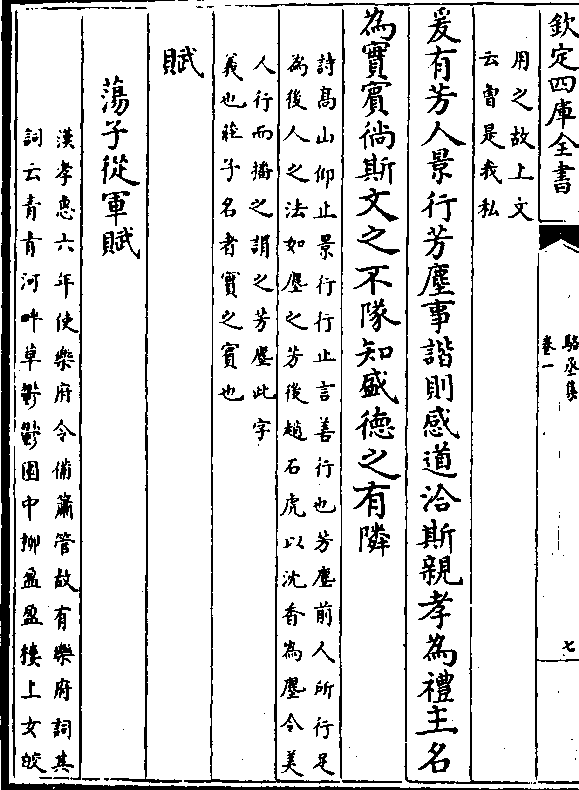 欽定四庫全書
駱丞集
卷一
七
用之故上文
云曾是我私
爰有芳人景行芳塵事諧則感道洽斯親孝為禮主名
為實賓倘斯文之不隊知盛德之有隣
詩髙山仰止景行行止言善行也芳塵前人所行足
為後人之法如塵之芳後趙石虎以沈香為塵令美
人行而播之謂之芳塵此字
義也莊子名者實之賓也
賦
蕩子從軍賦
漢孝惠六年使樂府令備簫管故有樂府詞其
詞云青青河畔草鬱鬱園中柳盈盈樓上女皎